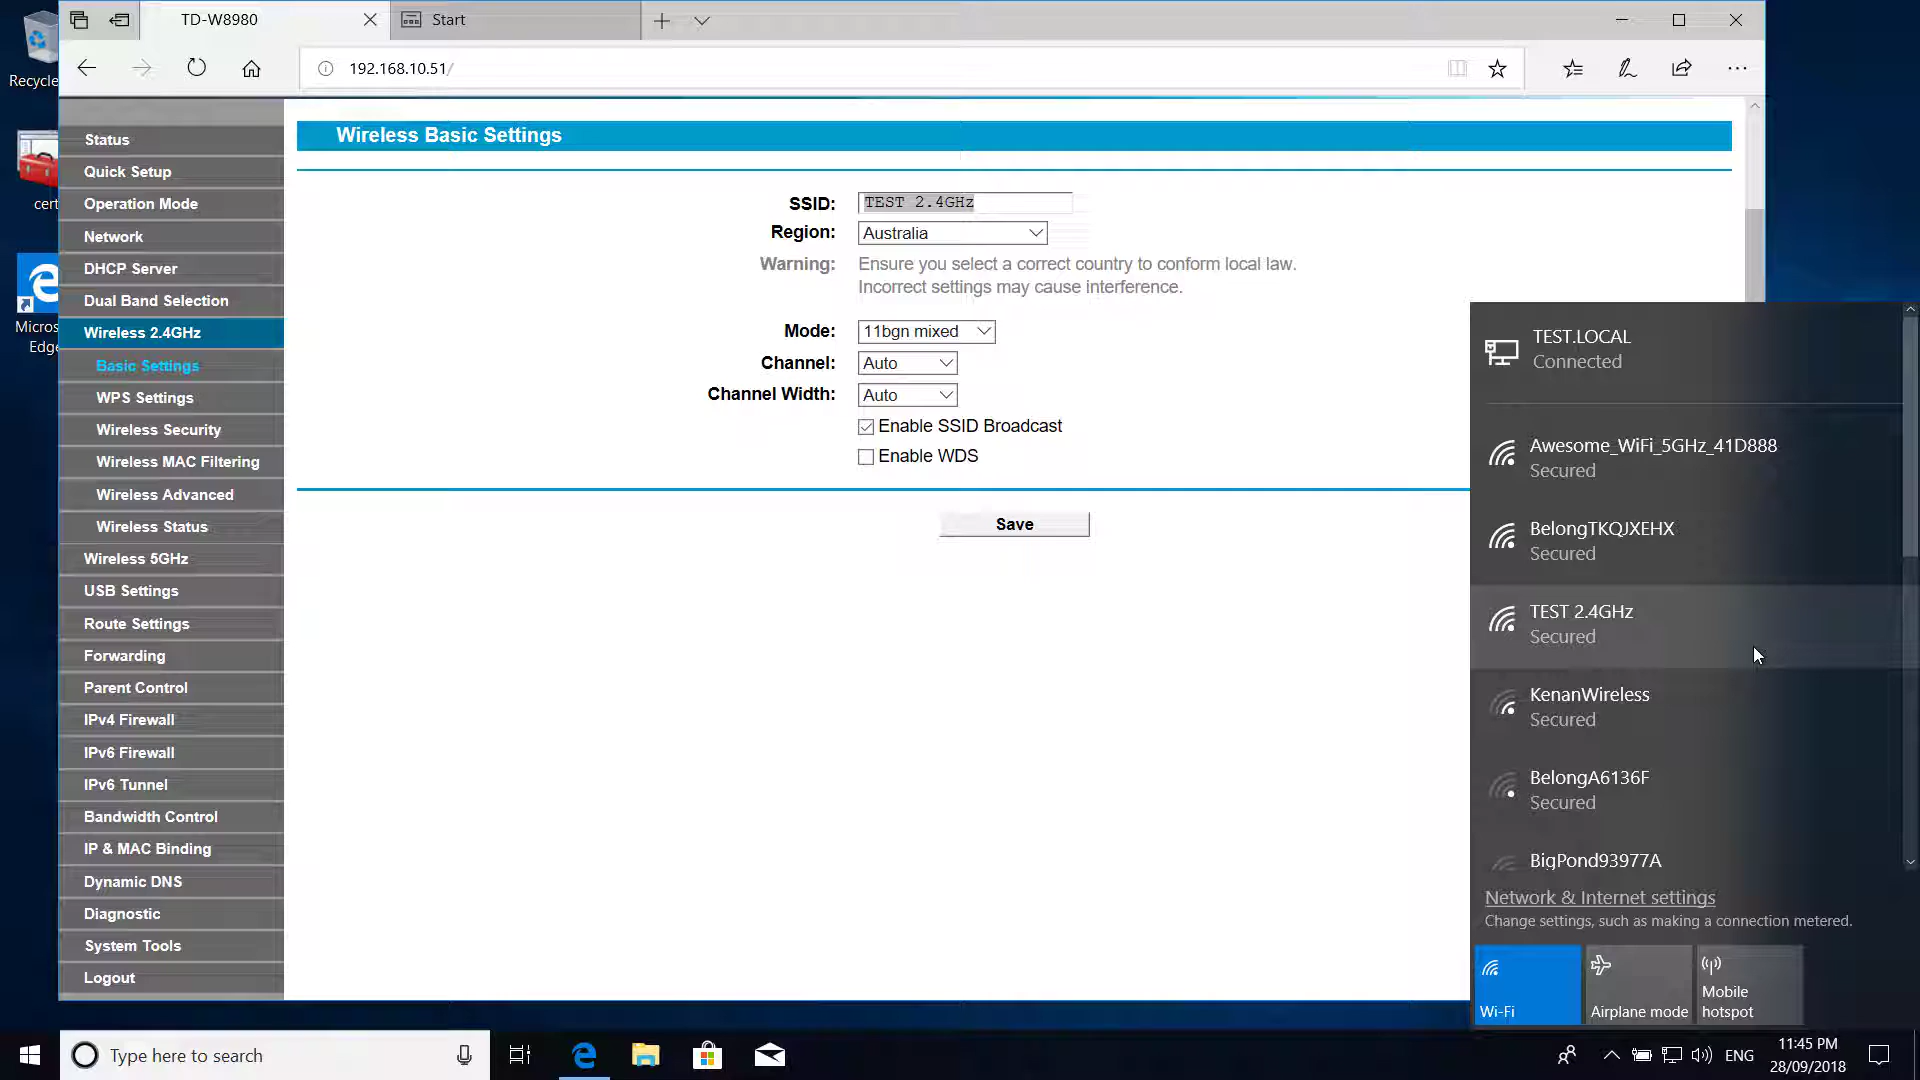 TD-W8980
Start
192.168.10.51/
Recycle
cert
Micros
Edge
Status
Quick Setup
Operation Mode
Network
DHCP Server
Dual Band Selection
Wireless 2.4GHz
Basic Settings
WPS Settings
Wireless Security
Wireless MAC Filtering
Wireless Advanced
Wireless Status
Wireless 5GHz
USB Settings
Route Settings
Forwarding
Parent Control
IPv4 Firewall
IPv6 Firewall
IPv6 Tunnel
Bandwidth Control
IP & MAC Binding
Dynamic DNS
Diagnostic
System Tools
Logout
Wireless Basic Settings
SSID: TEST 2.4GHz
Region: Australia
Warning: Ensure you select a correct country to conform local law.
Incorrect settings may cause interference.
Mode: 11bgn mixed
Channel: Auto
Channel Width: Auto
Enable SSID Broadcast
Enable WDS
Save
TEST.LOCAL
Connected
Awesome_WiFi_5GHz_41D888
Secured
BelongTKQJXEHX
Secured
TEST 2.4GHz
Secured
KenanWireless
Secured
BelongA6136F
Secured
BigPond93977A
Network & Internet settings
Change settings, such as making a connection metered.
Wi-Fi
Airplane mode
Mobile
hotspot
Type here to search
ENG
11:45 PM
28/09/2018